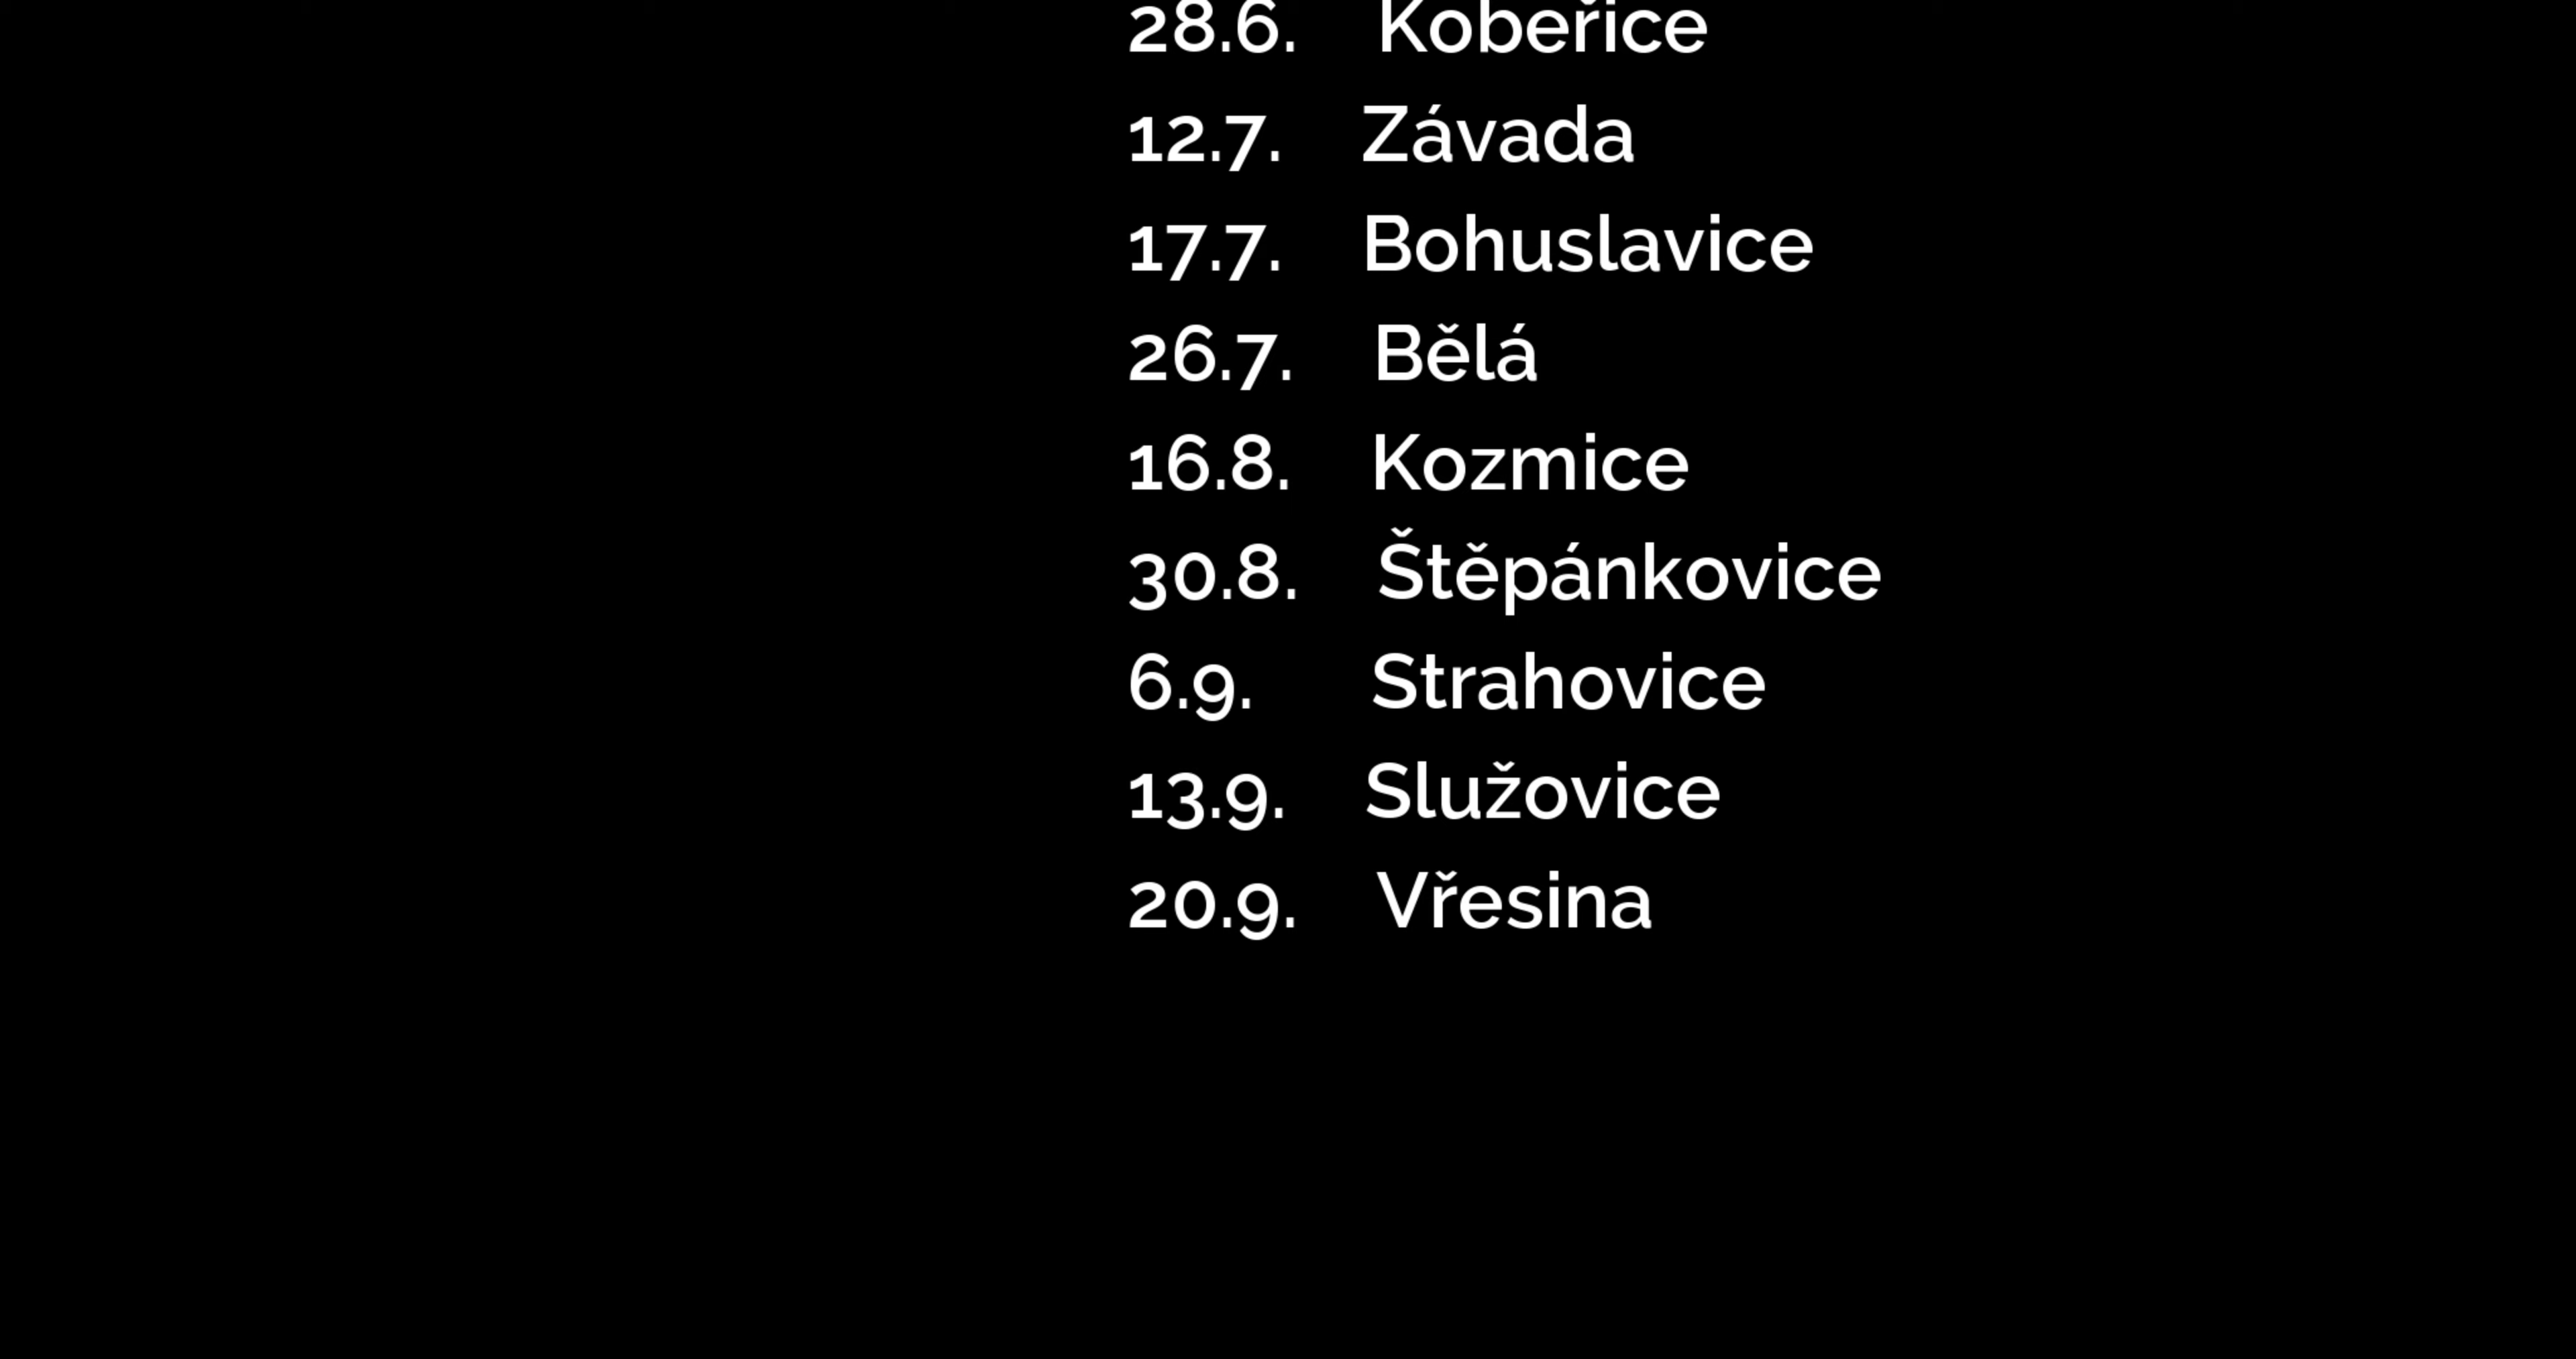 28.6. Kobeřice
12.7. Závada
17.7. Bohuslavice
26.7. Bělá
16.8. Kozmice
30.8. Štěpánkovice
6.9. Strahovice
13.9. Služovice
20.9. Vřesina